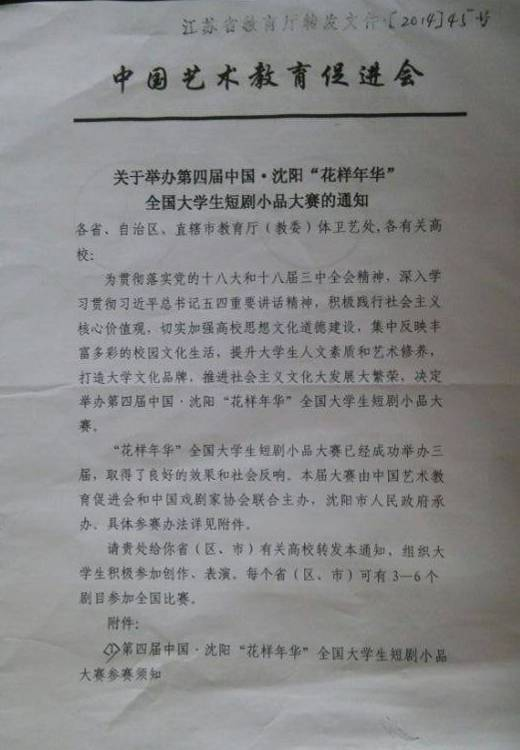 江苏省教育厅转发文件〔2014〕45号
中国艺术教育促进会
关于举办第四届中国·沈阳“花样年华”
全国大学生短剧小品大赛的通知
各省、自治区、直辖市教育厅（教委）体卫艺处,各有关高
校:
为贯彻落实党的十八大和十八届三中全会精神，深入学
习贯彻习近平总书记五四重要讲话精神，积极践行社会主义
核心价值观，切实加强高校思想文化道德建设，集中反映丰
富多彩的校园文化生活，提升大学生人文素质和艺术修养，
打造大学文化品牌，推进社会主义文化大发展大繁荣，决定
举办第四届中国·沈阳“花样年华”全国大学生短剧小品大
赛。
“花样年华”全国大学生短剧小品大赛已经成功举办三
届，取得了良好的效果和社会反响。本届大赛由中国艺术教
育促进会和中国戏剧家协会联合主办，沈阳市人民政府承
办。具体参赛办法详见附件。
请贵处给你省（区、市）有关高校转发本通知，组织大
学生积极参加创作、表演。每个省（区、市）可有 3—6 个
剧目参加全国比赛。
附件:
①第四届中国·沈阳“花样年华”全国大学生短剧小品
大赛参赛须知